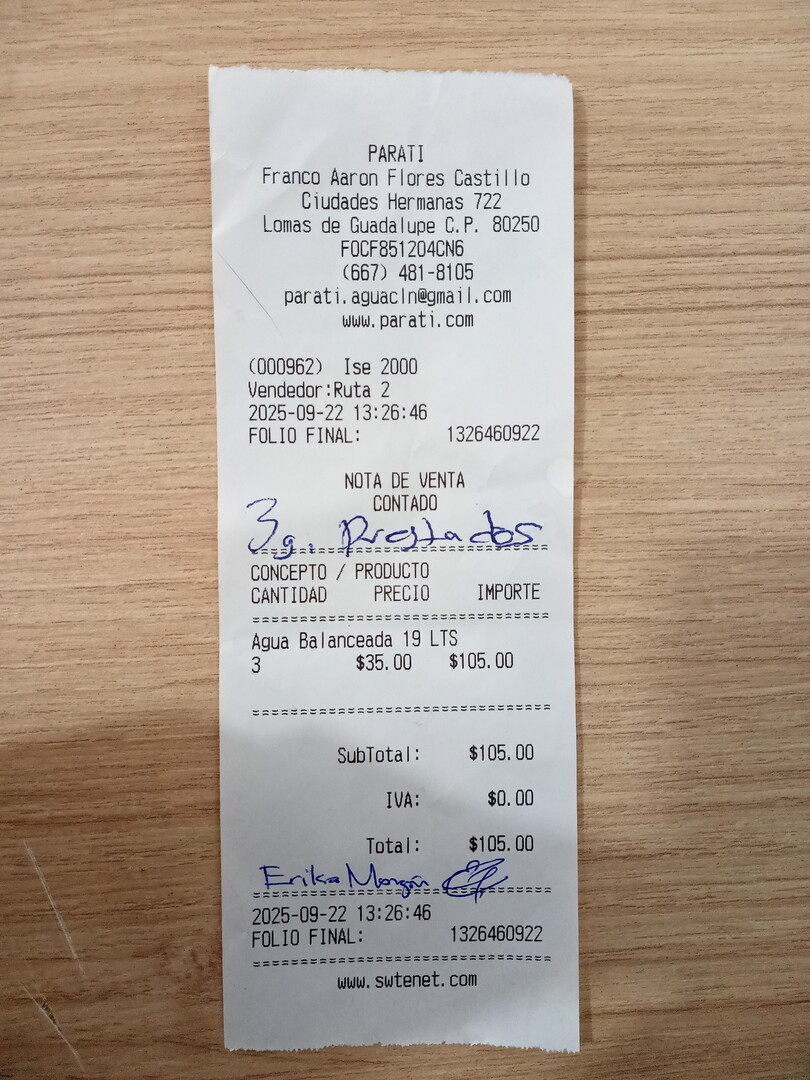 PARATI
Franco Aaron Flores Castillo
Ciudades Hermanas 722
Lomas de Guadalupe C.P. 80250
FOCF851204CN6
(667) 481-8105
parati.aguacln@gmail.com
www.parati.com
(000962) Ise 2000
Vendedor:Ruta 2
2025-09-22 13:26:46
FOLIO FINAL: 1326460922
NOTA DE VENTA
CONTADO
3 g. Prestados
CONCEPTO / PRODUCTO
CANTIDAD PRECIO IMPORTE
Agua Balanceada 19 LTS
3 $35.00 $105.00
SubTotal: $105.00
IVA: $0.00
Total: $105.00
Erika
2025-09-22 13:26:46
FOLIO FINAL: 1326460922
www.swtenet.com